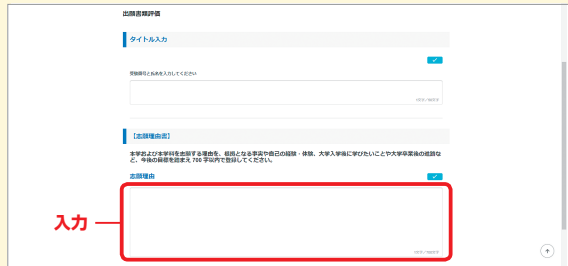 出願書類評価
タイトル入力
受験番号と氏名を入力してください
【志願理由書】
本学および本学科を志願する理由を、根拠となる事実や自己の経験・体験、大学入学後に学びたいことや大学卒業後の進路な
ど、今後の目標を踏まえ 700 字以内で登録してください。
志願理由
入力